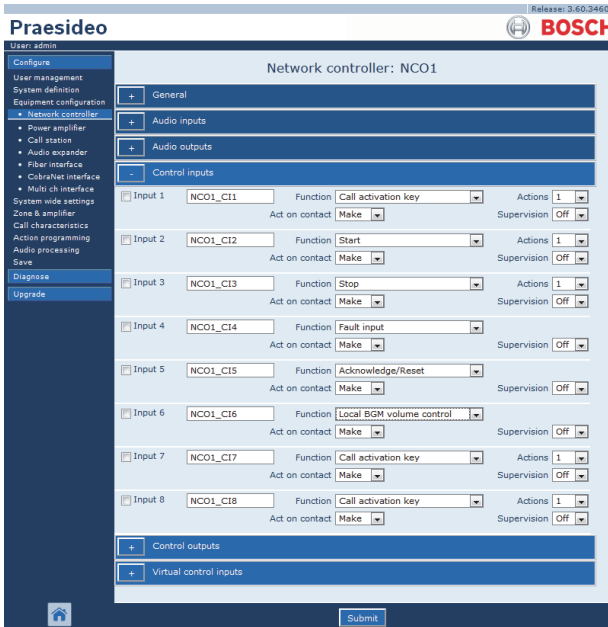 Release: 3.60.3460
Praesideo
BOSCH
User: admin
Configure
User management
System definition
Equipment configuration
• Network controller
• Power amplifier
• Call station
• Audio expander
• Fiber interface
• CobraNet interface
• Multi ch interface
System wide settings
Zone & amplifier
Call characteristics
Action programming
Audio processing
Save
Diagnose
Upgrade
Network controller: NCO1
+ General
+ Audio inputs
+ Audio outputs
- Control inputs
Input 1 NCO1_CI1 Function Call activation key Actions 1
Act on contact Make Supervision Off
Input 2 NCO1_CI2 Function Start Actions 1
Act on contact Make Supervision Off
Input 3 NCO1_CI3 Function Stop Actions 1
Act on contact Make Supervision Off
Input 4 NCO1_CI4 Function Fault input
Act on contact Make Supervision Off
Input 5 NCO1_CI5 Function Acknowledge/Reset
Act on contact Make Supervision Off
Input 6 NCO1_CI6 Function Local BGM volume control
Act on contact Make Supervision Off
Input 7 NCO1_CI7 Function Call activation key Actions 1
Act on contact Make Supervision Off
Input 8 NCO1_CI8 Function Call activation key Actions 1
Act on contact Make Supervision Off
+ Control outputs
+ Virtual control inputs
Submit